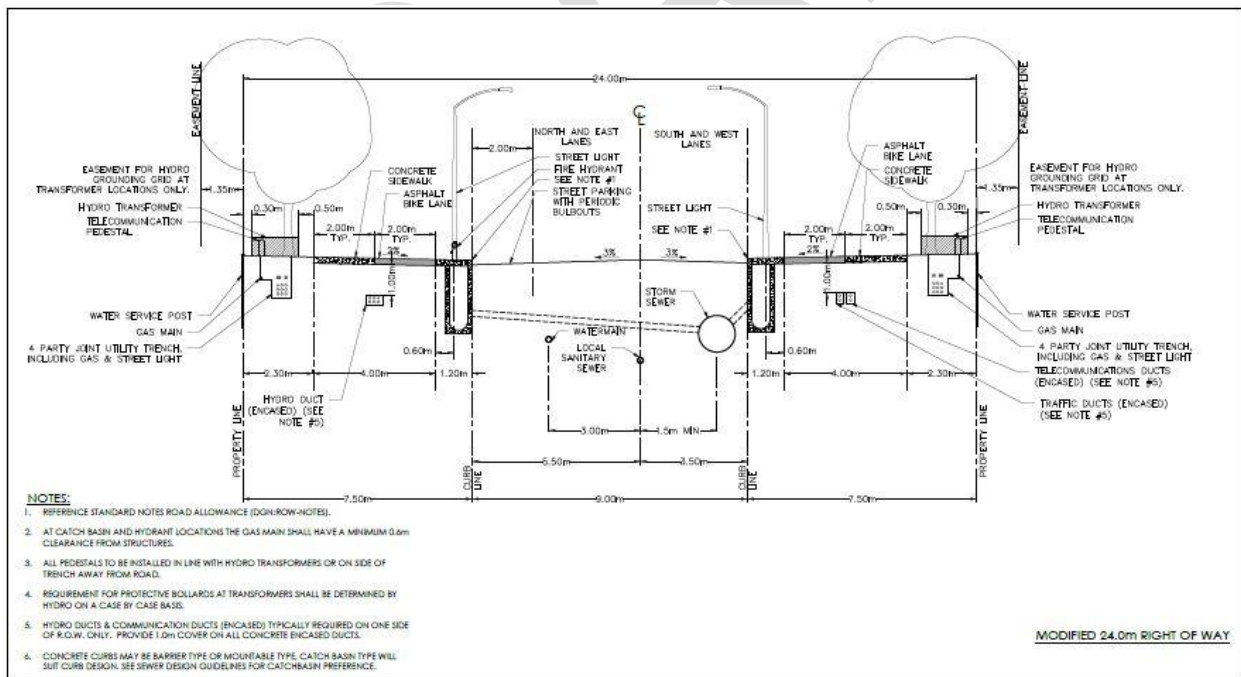 24.00m
EASEMENT LINE
EASEMENT LINE
℄
NORTH AND EAST
LANES
SOUTH AND WEST
LANES
2.00m
STREET LIGHT
FIRE HYDRANT
SEE NOTE #1
STREET PARKING
WITH PERIODIC
BULBOUTS
CONCRETE
SIDEWALK
ASPHALT
BIKE LANE
EASEMENT FOR HYDRO
GROUNDING GRID AT
TRANSFORMER LOCATIONS ONLY.
1.35m
HYDRO TRANSFORMER
0.30m
0.50m
TELECOMMUNICATION
PEDESTAL
2.00m
TYP.
2.00m
TYP.
2%
1.00m
3%
3%
STREET LIGHT
SEE NOTE #1
ASPHALT
BIKE LANE
CONCRETE
SIDEWALK
EASEMENT FOR HYDRO
GROUNDING GRID AT
TRANSFORMER LOCATIONS ONLY.
1.35m
0.50m
0.30m
HYDRO TRANSFORMER
TELECOMMUNICATION
PEDESTAL
2.00m
TYP.
2.00m
TYP.
2%
1.00m
WATER SERVICE POST
GAS MAIN
4 PARTY JOINT UTILITY TRENCH,
INCLUDING GAS & STREET LIGHT
STORM
SEWER
WATERMAIN
LOCAL
SANITARY
SEWER
WATER SERVICE POST
GAS MAIN
4 PARTY JOINT UTILITY TRENCH,
INCLUDING GAS & STREET LIGHT
TELECOMMUNICATIONS DUCTS
(ENCASED) (SEE NOTE #5)
TRAFFIC DUCTS (ENCASED)
(SEE NOTE #5)
0.60m
0.60m
2.30m
4.00m
1.20m
1.20m
4.00m
2.30m
HYDRO DUCT
(ENCASED) (SEE
NOTE #5)
3.00m
1.5m MIN
5.50m
3.50m
PROPERTY LINE
CURB
LINE
CURB
LINE
PROPERTY LINE
7.50m
9.00m
7.50m
NOTES:
1. REFERENCE STANDARD NOTES ROAD ALLOWANCE (DGN:ROW-NOTES).
2. AT CATCH BASIN AND HYDRANT LOCATIONS THE GAS MAIN SHALL HAVE A MINIMUM 0.6m
CLEARANCE FROM STRUCTURES.
3. ALL PEDESTALS TO BE INSTALLED IN LINE WITH HYDRO TRANSFORMERS OR ON SIDE OF
TRENCH AWAY FROM ROAD.
4. REQUIREMENT FOR PROTECTIVE BOLLARDS AT TRANSFORMERS SHALL BE DETERMINED BY
HYDRO ON A CASE BY CASE BASIS.
5. HYDRO DUCTS & COMMUNICATION DUCTS (ENCASED) TYPICALLY REQUIRED ON ONE SIDE
OF R.O.W. ONLY. PROVIDE 1.0m COVER ON ALL CONCRETE ENCASED DUCTS.
6. CONCRETE CURBS MAY BE BARRIER TYPE OR MOUNTABLE TYPE, CATCH BASIN TYPE WILL
SUIT CURB DESIGN. SEE SEWER DESIGN GUIDELINES FOR CATCHBASIN PREFERENCE.
MODIFIED 24.0m RIGHT OF WAY